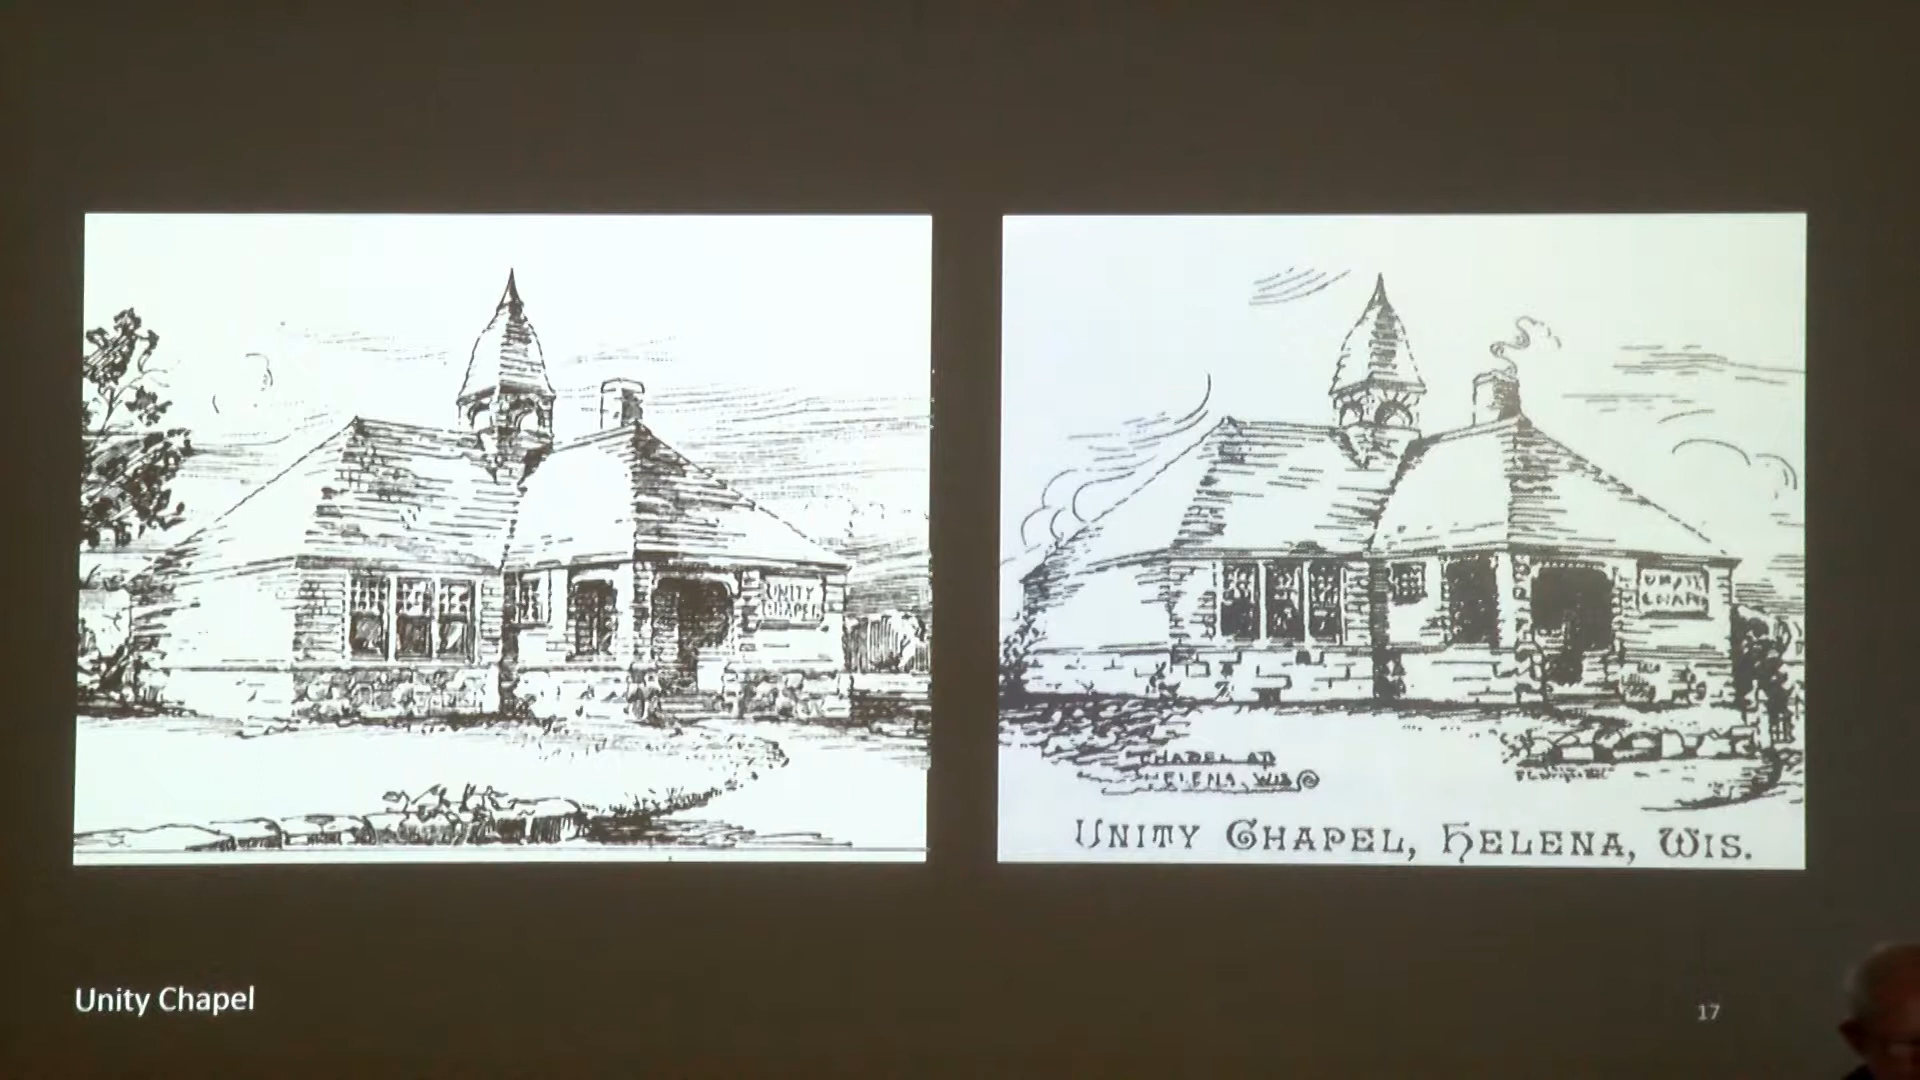 UNITY
CHAPEL
UNITY
CHAPEL
CHAPEL AT
HELENA, WIS
UNITY CHAPEL, HELENA, WIS.
Unity Chapel
17